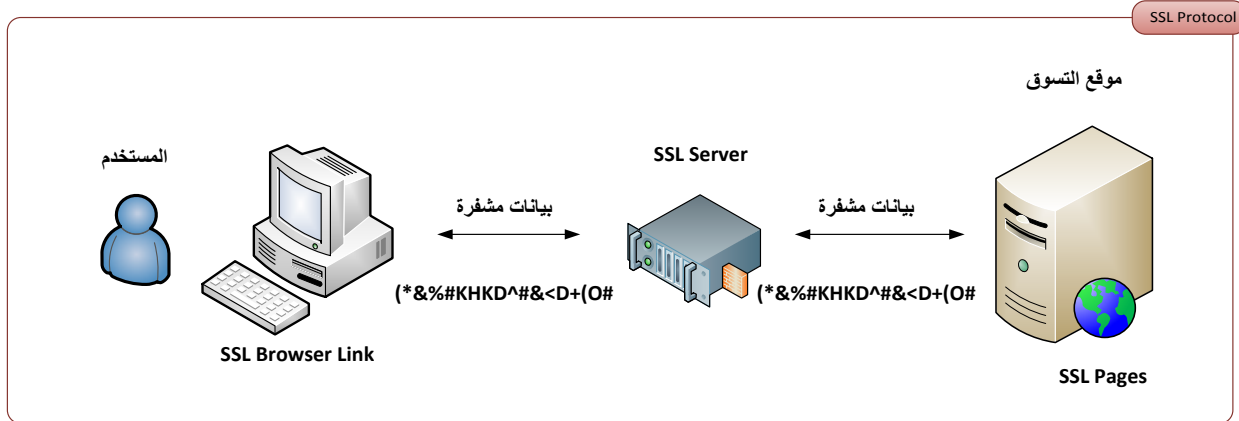 SSL Protocol
موقع التسوق
المستخدم
SSL Server
بيانات مشفرة
بيانات مشفرة
(*&%#KHKD^#&<D+(O#
(*&%#KHKD^#&<D+(O#
SSL Browser Link
SSL Pages